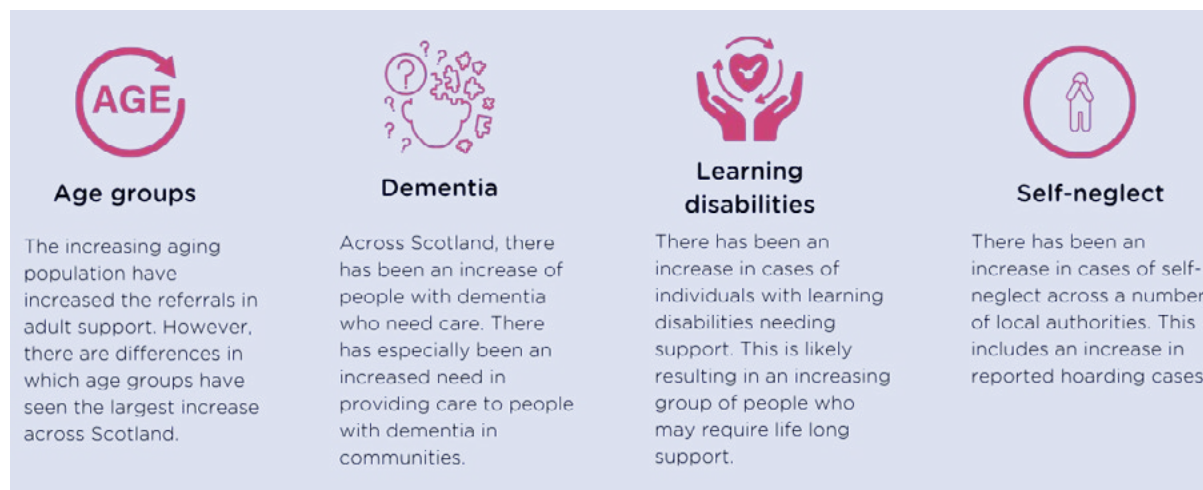 AGE
Age groups
The increasing aging
population have
increased the referrals in
adult support. However,
there are differences in
which age groups have
seen the largest increase
across Scotland.
? ? ? ? ? ?
Dementia
Across Scotland, there
has been an increase of
people with dementia
who need care. There
has especially been an
increased need in
providing care to people
with dementia in
communities.
Learning
disabilities
There has been an
increase in cases of
individuals with learning
disabilities needing
support. This is likely
resulting in an increasing
group of people who
may require life long
support.
Self-neglect
There has been an
increase in cases of self-
neglect across a number
of local authorities. This
includes an increase in
reported hoarding cases